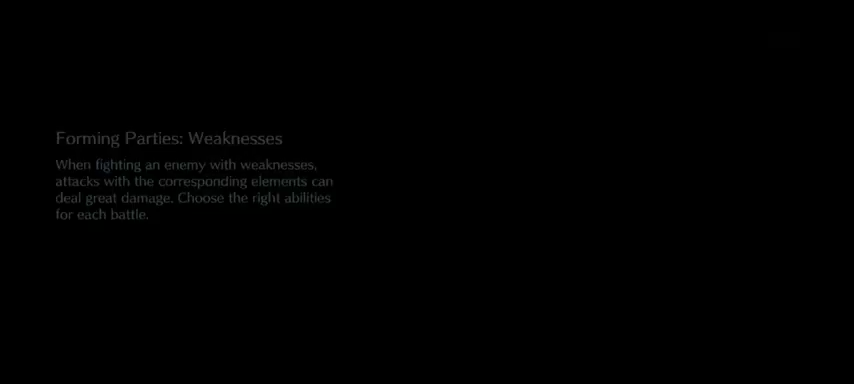 Forming Parties: Weaknesses
When fighting an enemy with weaknesses,
attacks with the corresponding elements can
deal great damage. Choose the right abilities
for each battle.